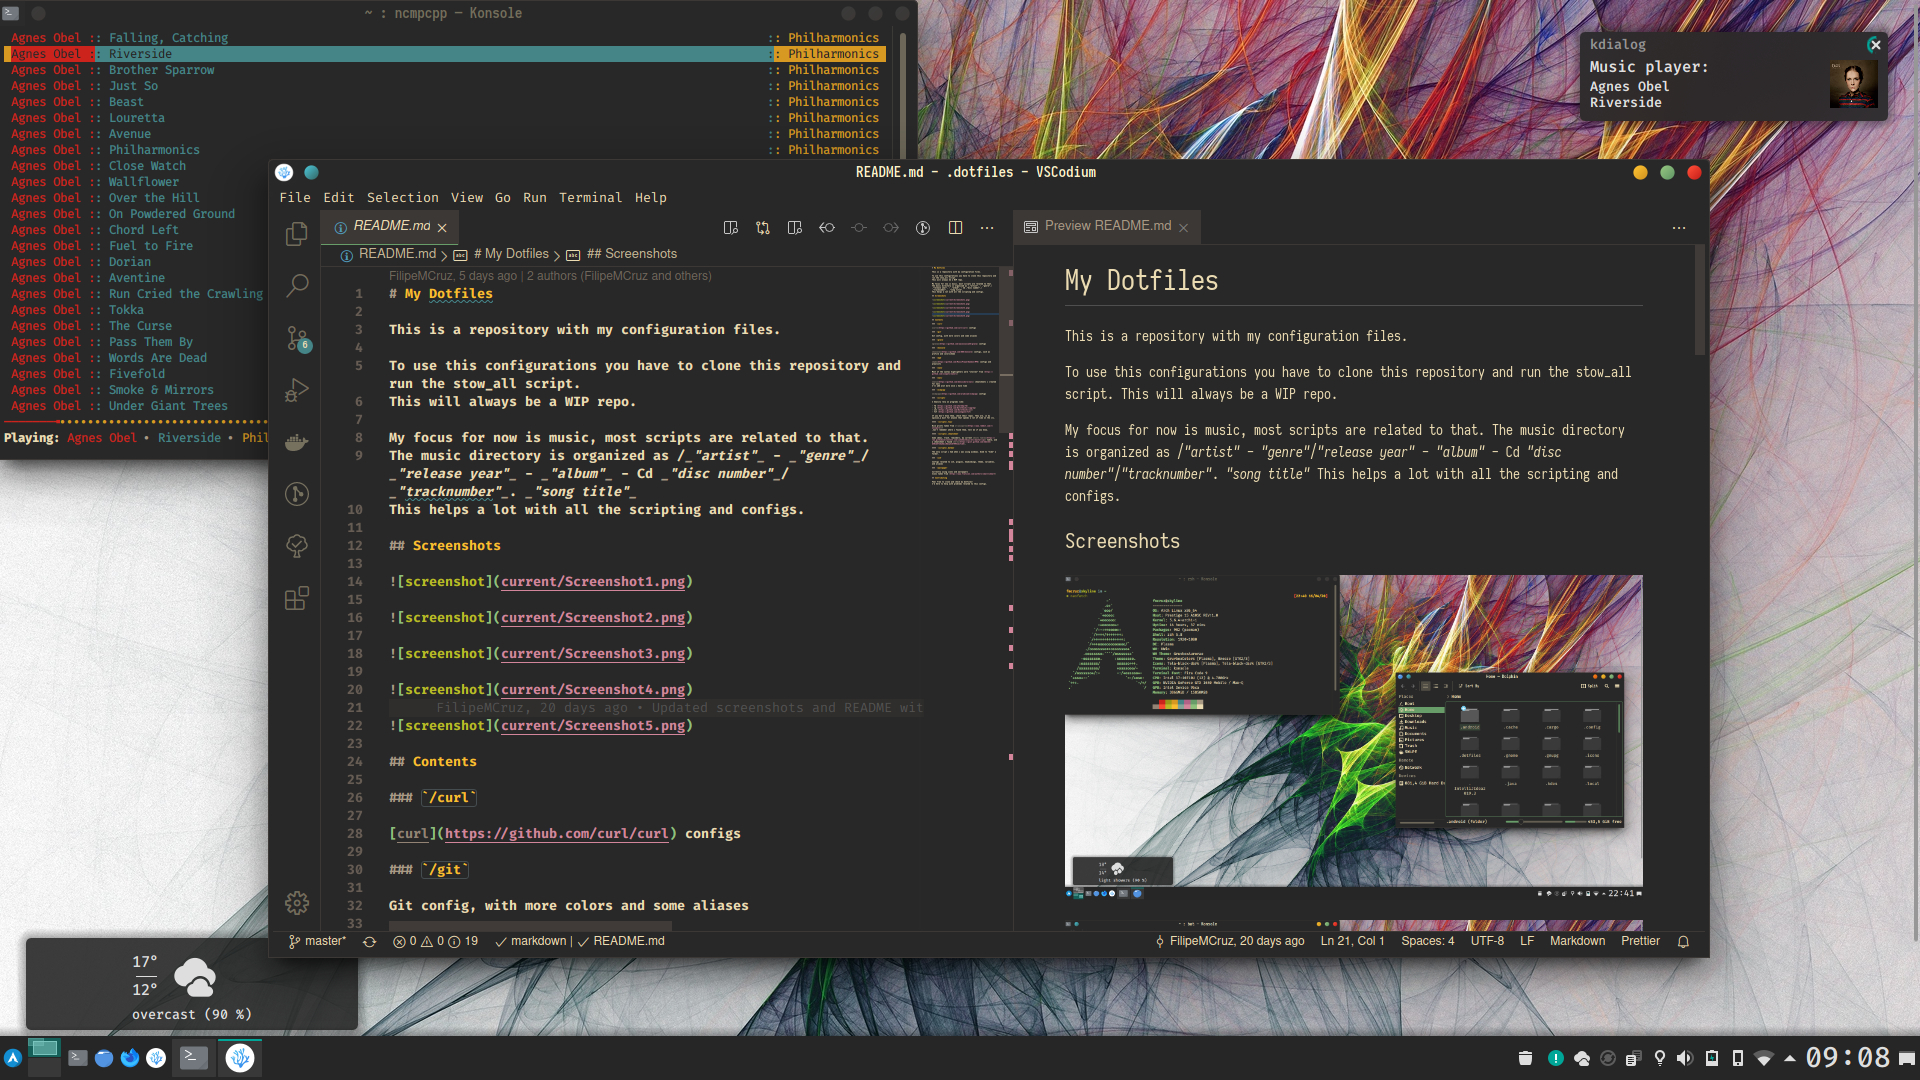 ~ : ncmpcpp — Konsole
Agnes Obel :: Falling, Catching :: Philharmonics
Agnes Obel :: Riverside :: Philharmonics
Agnes Obel :: Brother Sparrow :: Philharmonics
Agnes Obel :: Just So :: Philharmonics
Agnes Obel :: Beast :: Philharmonics
Agnes Obel :: Louretta :: Philharmonics
Agnes Obel :: Avenue :: Philharmonics
Agnes Obel :: Philharmonics :: Philharmonics
Agnes Obel :: Close Watch
Agnes Obel :: Wallflower
Agnes Obel :: Over the Hill
Agnes Obel :: On Powdered Ground
Agnes Obel :: Chord Left
Agnes Obel :: Fuel to Fire
Agnes Obel :: Dorian
Agnes Obel :: Aventine
Agnes Obel :: Run Cried the Crawling
Agnes Obel :: Tokka
Agnes Obel :: The Curse
Agnes Obel :: Pass Them By
Agnes Obel :: Words Are Dead
Agnes Obel :: Fivefold
Agnes Obel :: Smoke & Mirrors
Agnes Obel :: Under Giant Trees
Playing: Agnes Obel • Riverside • Phil
kdialog
Music player:
Agnes Obel
Riverside
README.md - .dotfiles - VSCodium
File Edit Selection View Go Run Terminal Help
README.md
README.md > # My Dotfiles > ## Screenshots
FilipeMCruz, 5 days ago | 2 authors (FilipeMCruz and others)
1 # My Dotfiles
2
3 This is a repository with my configuration files.
4
5 To use this configurations you have to clone this repository and
run the stow_all script.
6 This will always be a WIP repo.
7
8 My focus for now is music, most scripts are related to that.
9 The music directory is organized as /_"artist"_ - _"genre"_/
_"release year"_ - _"album"_ - Cd _"disc number"_/
_"tracknumber"_. _"song title"_
10 This helps a lot with all the scripting and configs.
11
12 ## Screenshots
13
14 ![screenshot](current/Screenshot1.png)
15
16 ![screenshot](current/Screenshot2.png)
17
18 ![screenshot](current/Screenshot3.png)
19
20 ![screenshot](current/Screenshot4.png)
21 FilipeMCruz, 20 days ago • Updated screenshots and README wit
22 ![screenshot](current/Screenshot5.png)
23
24 ## Contents
25
26 ### `/curl`
27
28 [curl](https://github.com/curl/curl) configs
29
30 ### `/git`
31
32 Git config, with more colors and some aliases
33
6
Preview README.md
My Dotfiles
This is a repository with my configuration files.
To use this configurations you have to clone this repository and run the stow_all
script. This will always be a WIP repo.
My focus for now is music, most scripts are related to that. The music directory
is organized as /"artist" - "genre"/"release year" - "album" - Cd "disc
number"/"tracknumber". "song title" This helps a lot with all the scripting and
configs.
Screenshots
22:41
master* 0 0 19 markdown | README.md
FilipeMCruz, 20 days ago Ln 21, Col 1 Spaces: 4 UTF-8 LF Markdown Prettier
17°
12°
overcast (90 %)
09:08